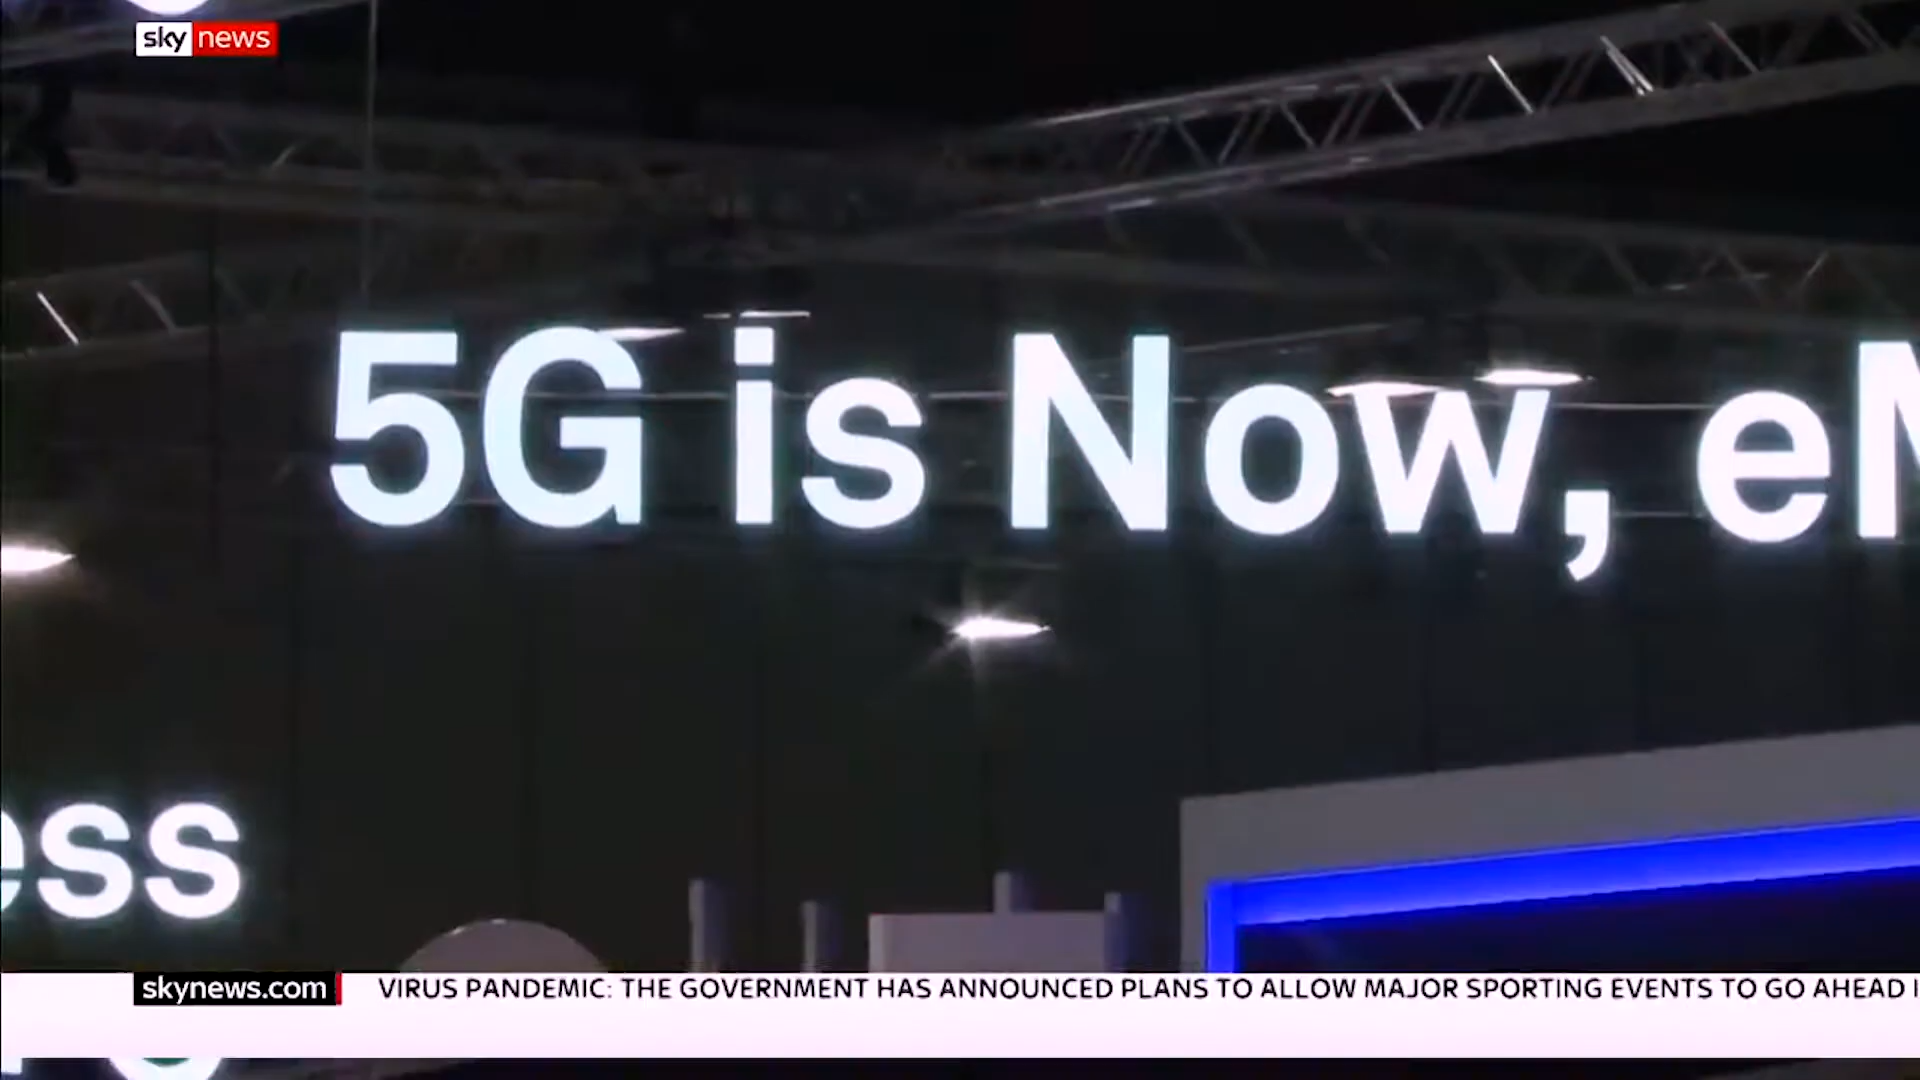 sky news
5G is Now, eM
ess
skynews.com VIRUS PANDEMIC: THE GOVERNMENT HAS ANNOUNCED PLANS TO ALLOW MAJOR SPORTING EVENTS TO GO AHEAD I